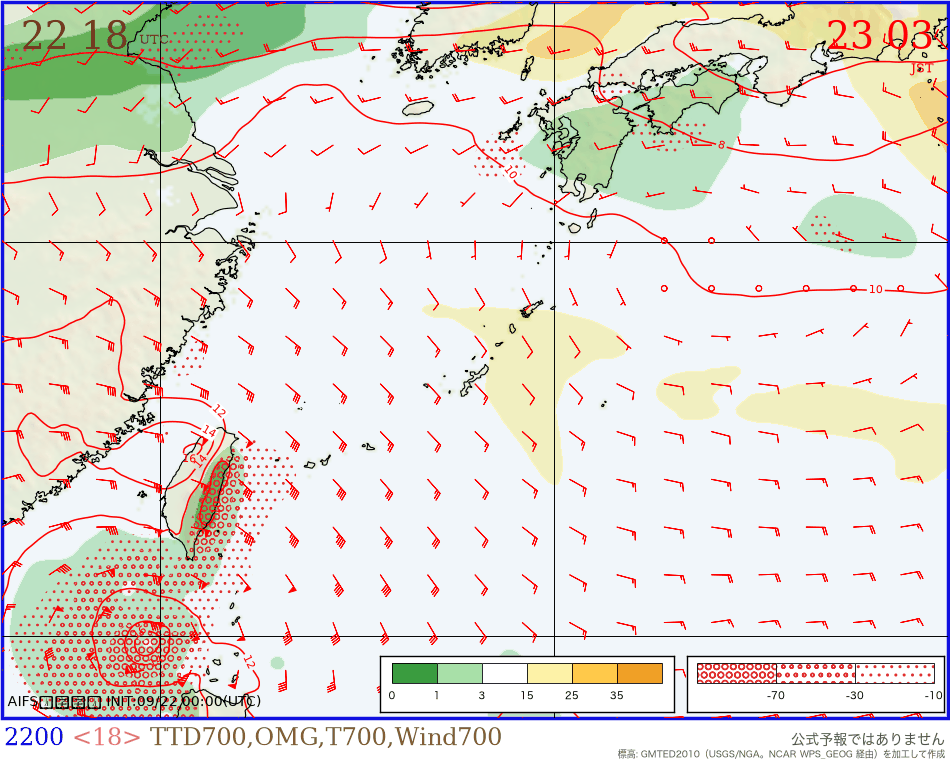 22 18 UTC
23 03 JST
8
10
10
12
14
16
14
12
0 1 3 15 25 35
-70 -30 -10
AIFS INIT:09/22,00:00(UTC)
2200 <18> TTD700,OMG,T700,Wind700
公式予報ではありません
標高: GMTED2010（USGS/NGA。NCAR WPS_GEOG 経由）を加工して作成